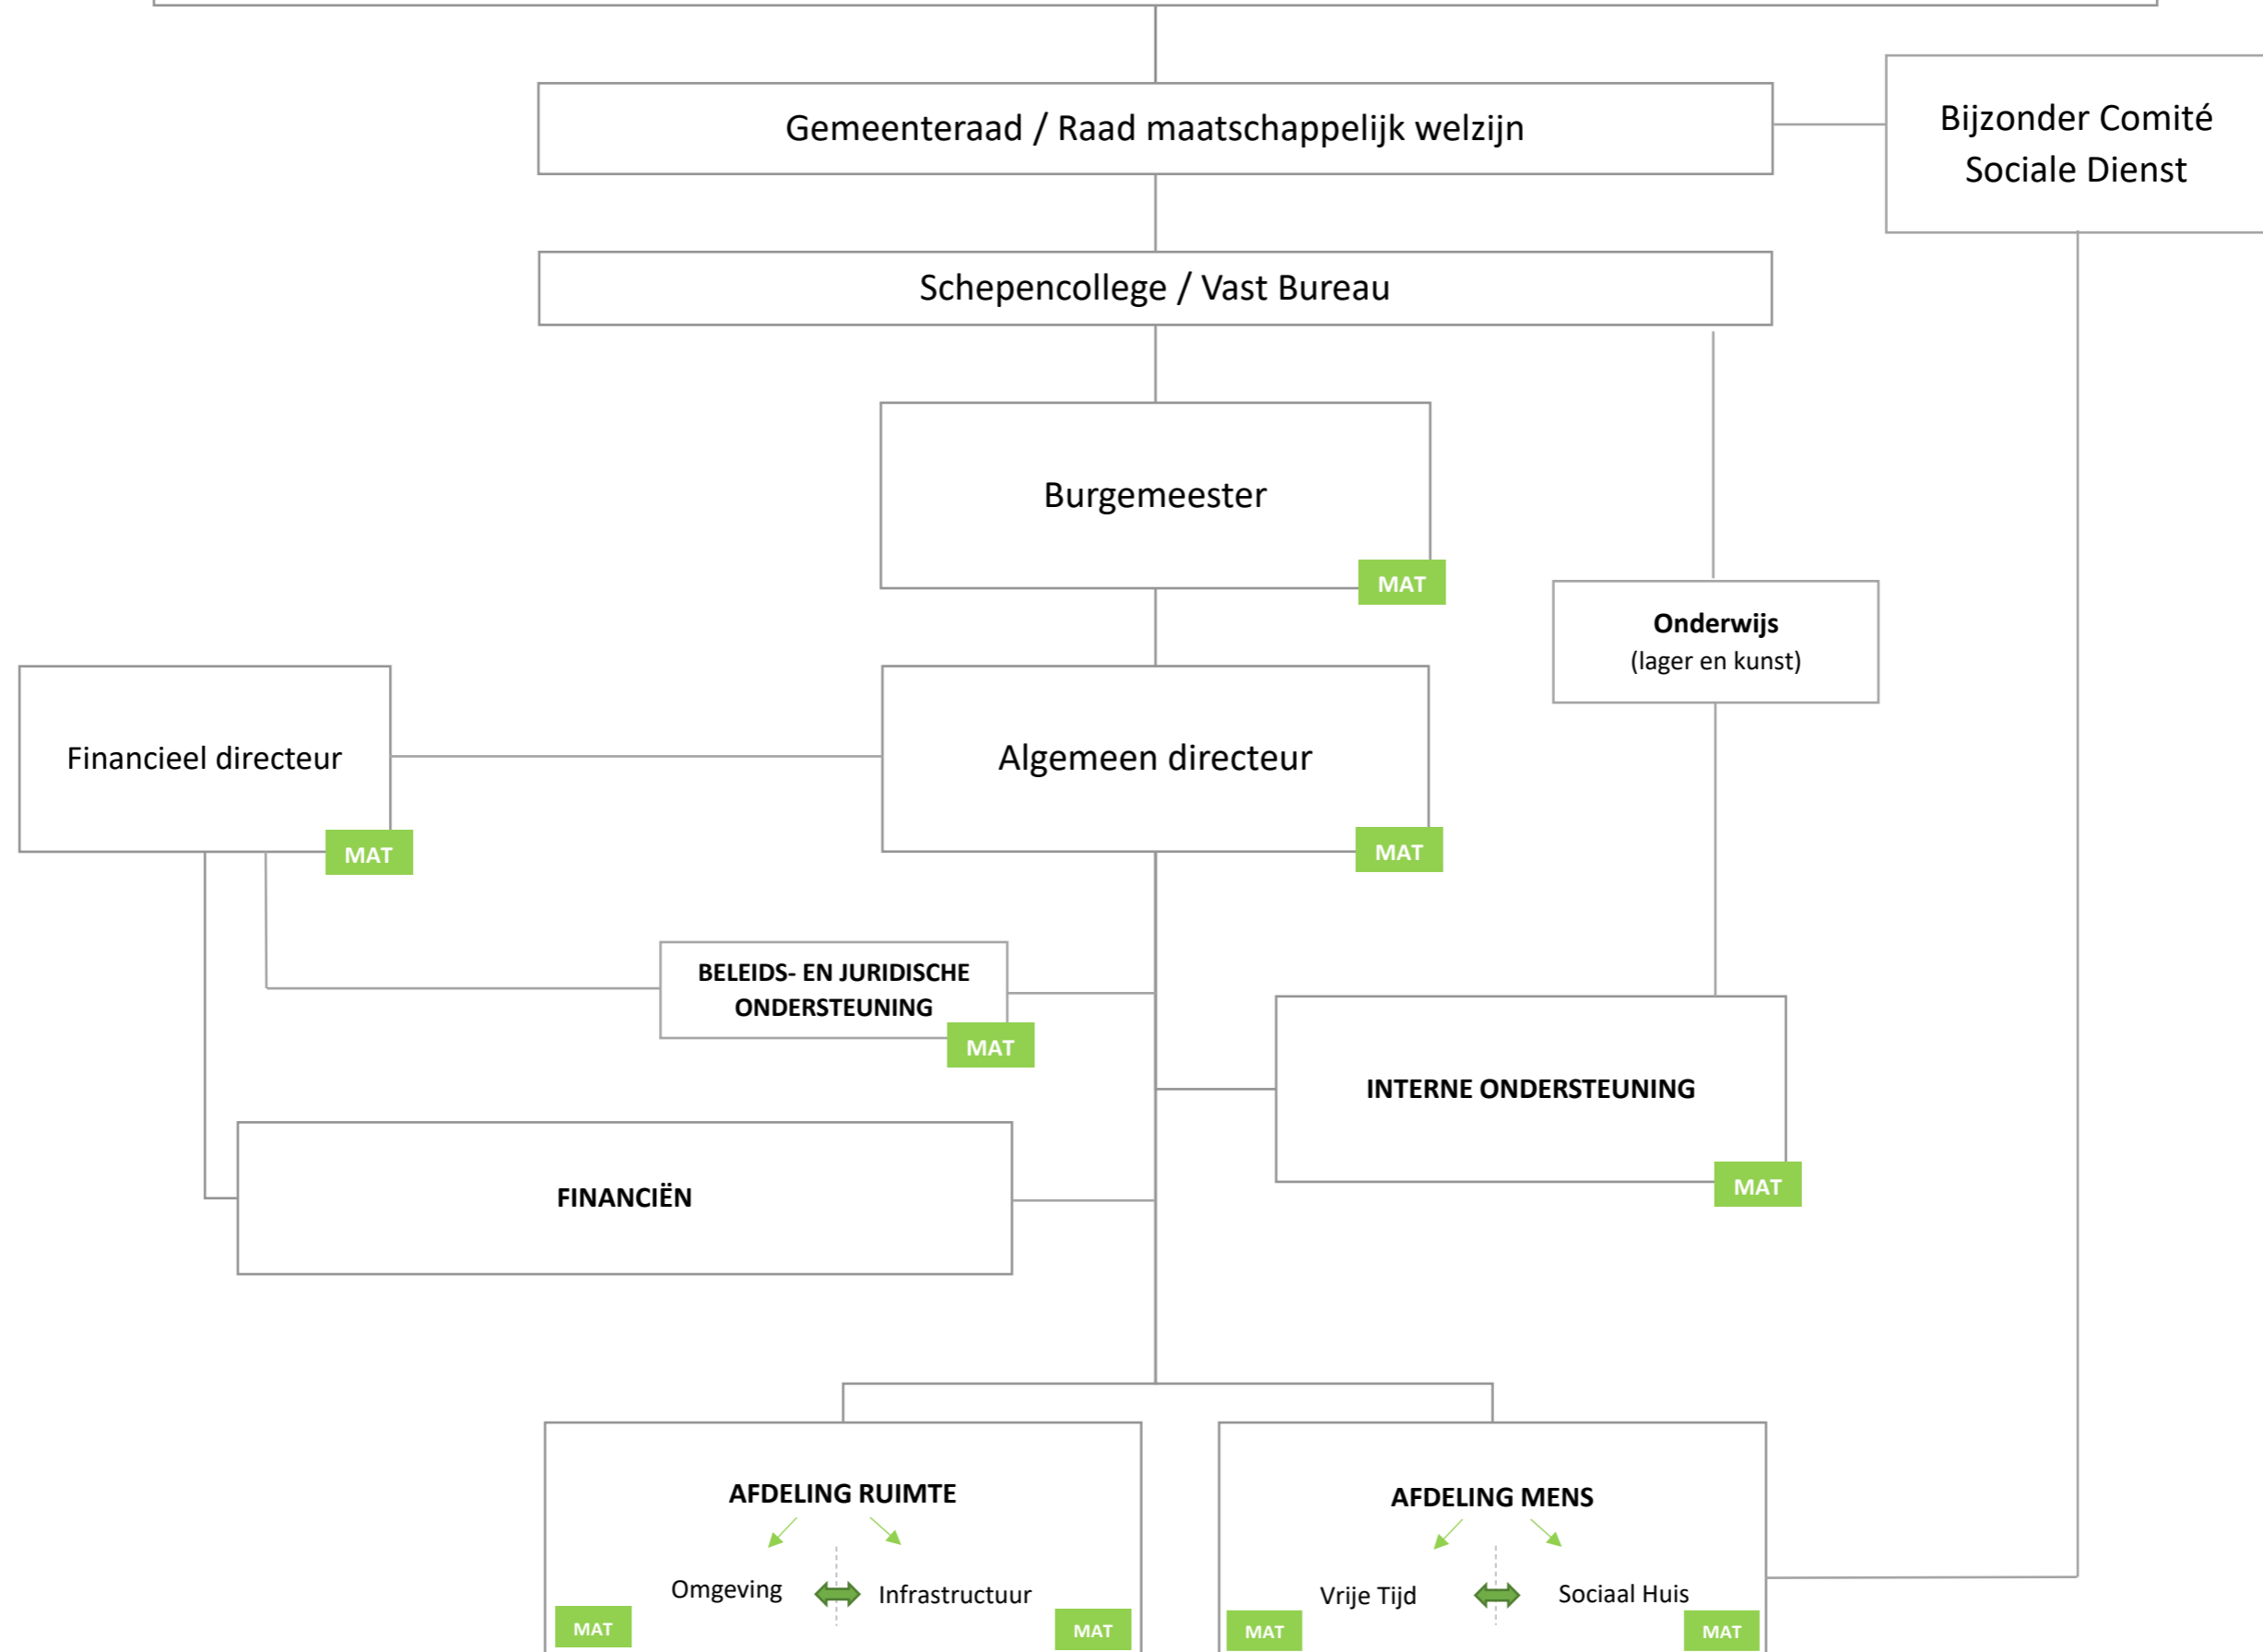 Gemeenteraad / Raad maatschappelijk welzijn
Bijzonder Comité
Sociale Dienst
Schepencollege / Vast Bureau
Burgemeester
MAT
Onderwijs
(lager en kunst)
Financieel directeur
MAT
Algemeen directeur
MAT
BELEIDS- EN JURIDISCHE
ONDERSTEUNING
MAT
INTERNE ONDERSTEUNING
MAT
FINANCIËN
AFDELING RUIMTE
Omgeving
Infrastructuur
MAT
MAT
AFDELING MENS
Vrije Tijd
Sociaal Huis
MAT
MAT